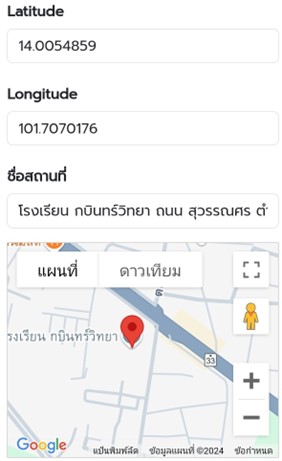 Latitude
14.0054859
Longitude
101.7070176
ชื่อสถานที่
โรงเรียน กบินทร์วิทยา ถนน สุวรรณศร
แผนที่
ดาวเทียม
รงเรียน กบินทร์วิทยา
33
+
−
Google
แป้นพิมพ์ลัด
ข้อมูลแผนที่ ©2024
ข้อกำหนด